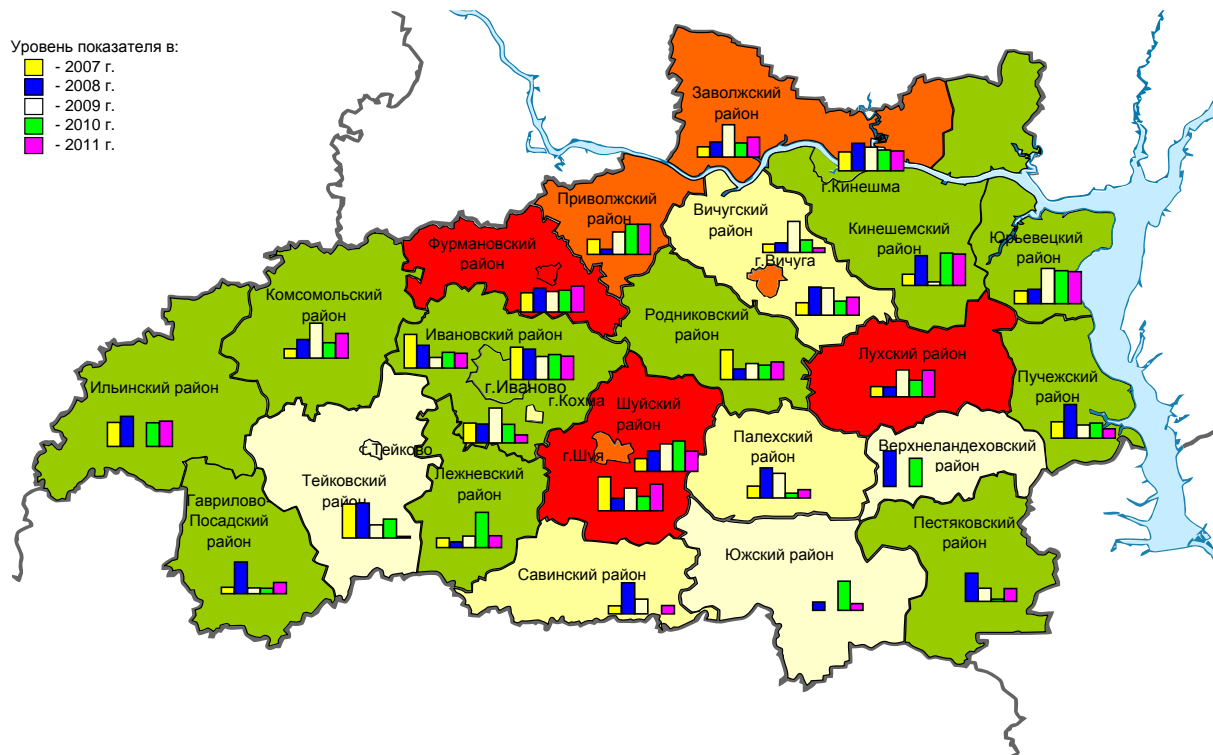 Уровень показателя в:
- 2007 г.
- 2008 г.
- 2009 г.
- 2010 г.
- 2011 г.
Заволжский
район
г.Кинешма
Приволжский
район
Вичугский
район
г.Вичуга
Кинешемский
район
Юрьевецкий
район
Фурмановский
район
Комсомольский
район
Ивановский район
Родниковский
район
Лухский район
Ильинский район
г.Иваново
г.Кохма
Шуйский
район
Пучежский
район
г.Шуя
Палехский
район
Верхнеландеховский
район
г.Тейково
Тейковский
район
Лежневский
район
Гаврилово-
Посадский
район
Пестяковский
район
Савинский район
Южский район